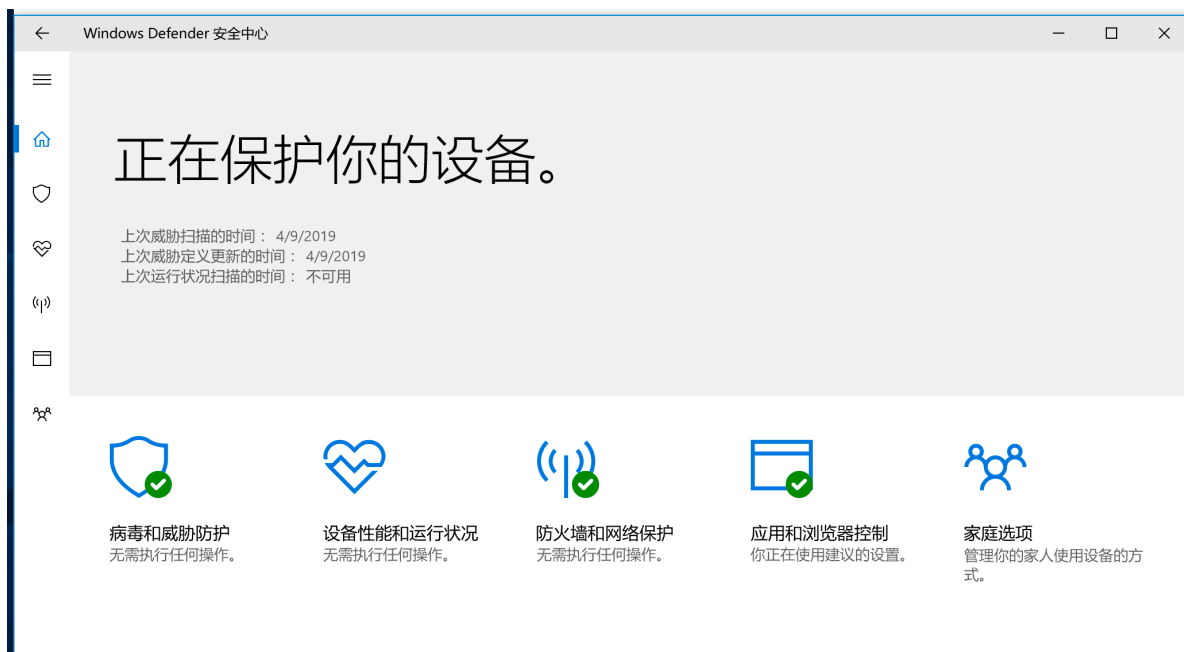 Windows Defender 安全中心
正在保护你的设备。
上次威胁扫描的时间： 4/9/2019
上次威胁定义更新的时间： 4/9/2019
上次运行状况扫描的时间： 不可用
病毒和威胁防护
无需执行任何操作。
设备性能和运行状况
无需执行任何操作。
防火墙和网络保护
无需执行任何操作。
应用和浏览器控制
你正在使用建议的设置。
家庭选项
管理你的家人使用设备的方
式。